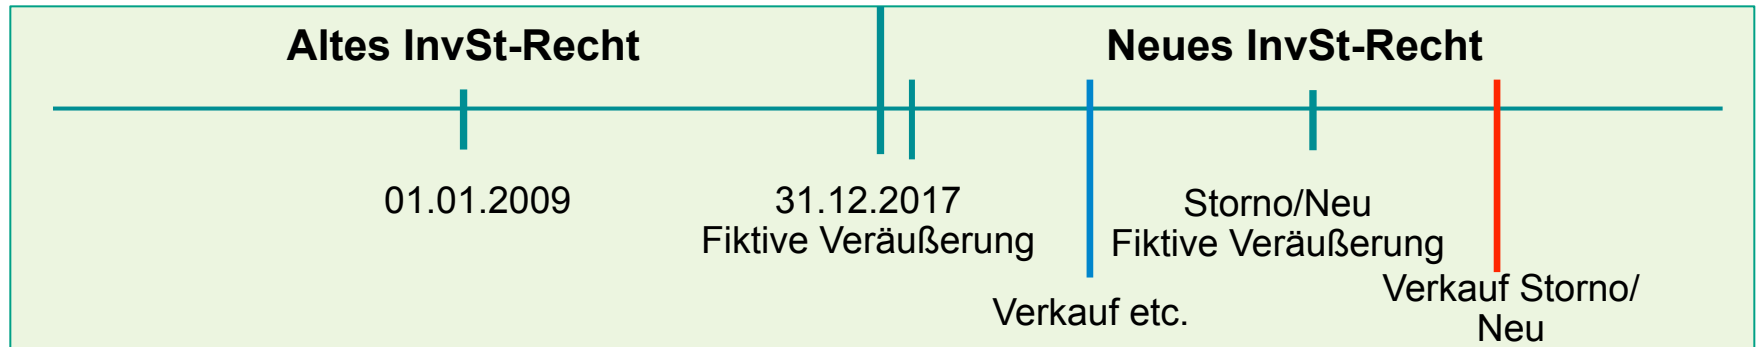 Altes InvSt-Recht
Neues InvSt-Recht
01.01.2009
31.12.2017
Fiktive Veräußerung
Verkauf etc.
Storno/Neu
Fiktive Veräußerung
Verkauf Storno/
Neu